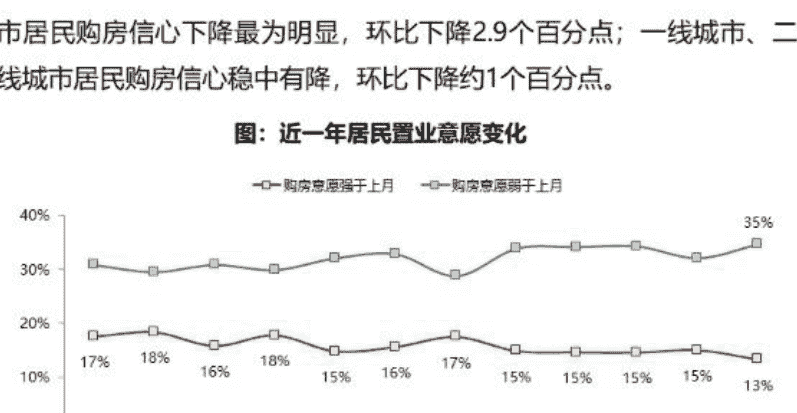 市居民购房信心下降最为明显，环比下降2.9个百分点；一线城市、二
线城市居民购房信心稳中有降，环比下降约1个百分点。
图：近一年居民置业意愿变化
购房意愿强于上月 购房意愿弱于上月
40%
35%
30%
20%
17% 18% 16% 18% 15% 16% 17% 15% 15% 15% 15% 13%
10%